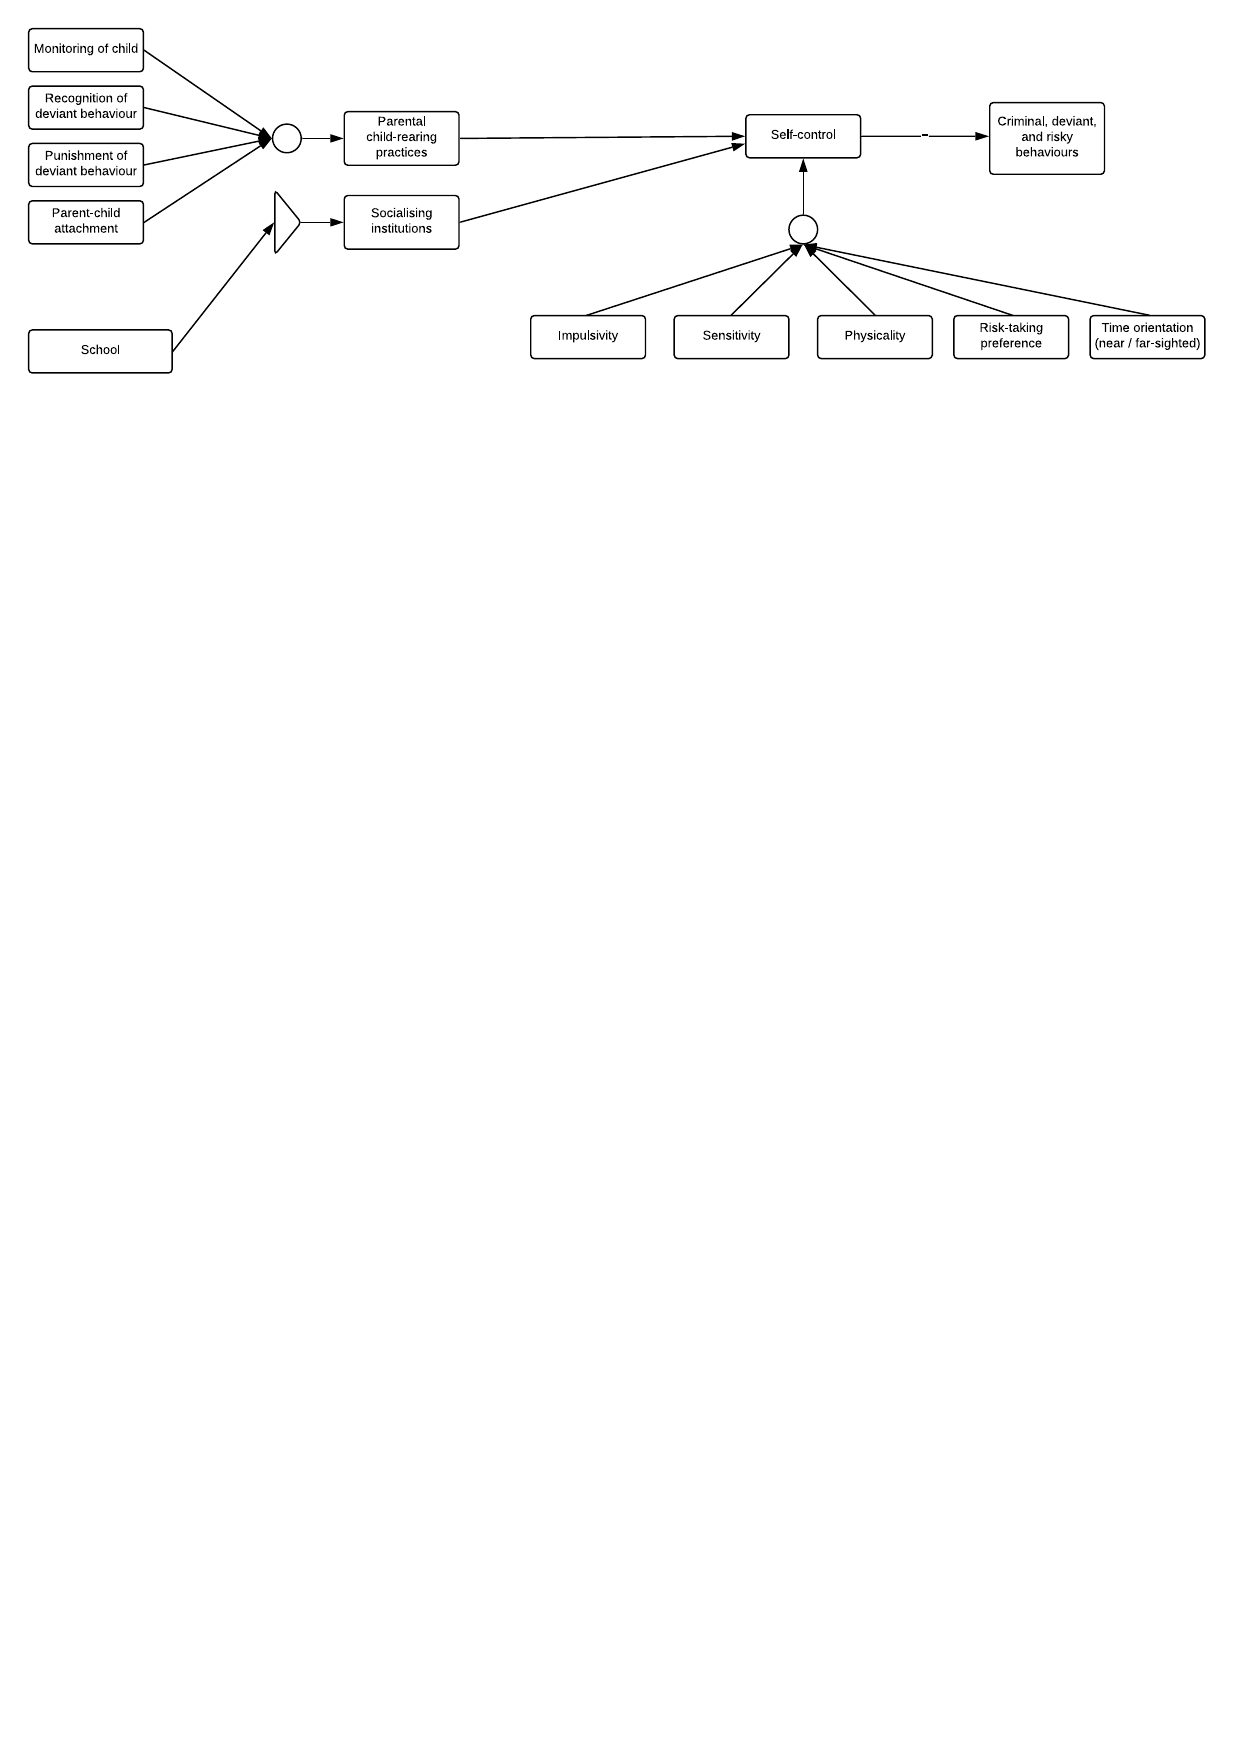 Monitoring of child
Recognition of
deviant behaviour
Punishment of
deviant behaviour
Parent-child
attachment
School
Parental
child-rearing
practices
Socialising
institutions
Self-control
-
Criminal, deviant,
and risky
behaviours
Impulsivity
Sensitivity
Physicality
Risk-taking
preference
Time orientation
(near / far-sighted)